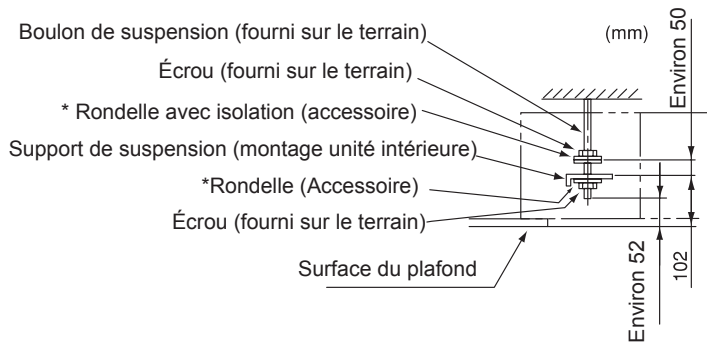 Boulon de suspension (fourni sur le terrain)
(mm)
Écrou (fourni sur le terrain)
* Rondelle avec isolation (accessoire)
Support de suspension (montage unité intérieure)
*Rondelle (Accessoire)
Écrou (fourni sur le terrain)
Surface du plafond
Environ 50
102
Environ 52